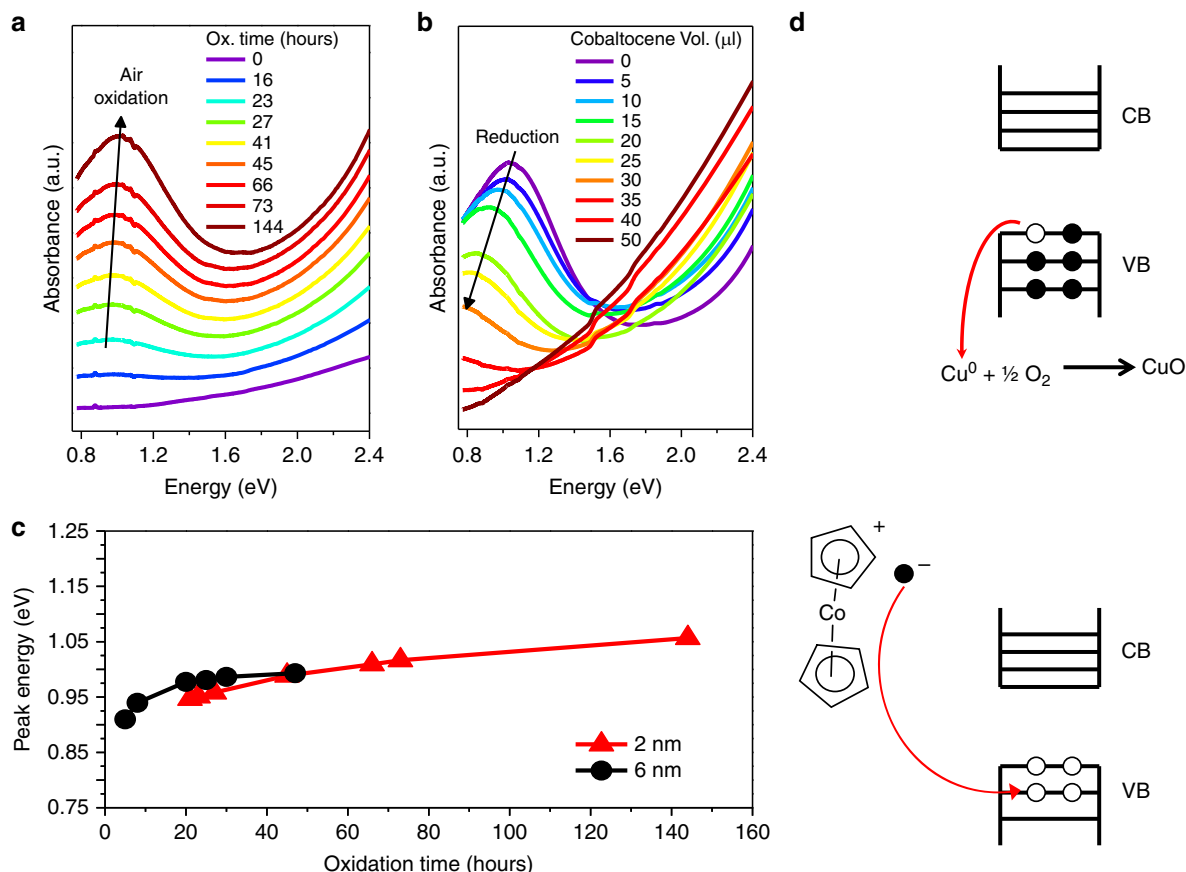 a
Ox. time (hours)
0
16
23
27
41
45
66
73
144
Air
oxidation
Absorbance (a.u.)
0.8 1.2 1.6 2.0 2.4
Energy (eV)
b
Cobaltocene Vol. (μl)
0
5
10
15
20
25
30
35
40
50
Reduction
Absorbance (a.u.)
0.8 1.2 1.6 2.0 2.4
Energy (eV)
c
1.25
1.15
1.05
0.95
0.85
0.75
Peak energy (eV)
2 nm
6 nm
0 20 40 60 80 100 120 140 160
Oxidation time (hours)
d
CB
VB
Cu⁰ + ½ O₂ CuO
+
−
Co
CB
VB